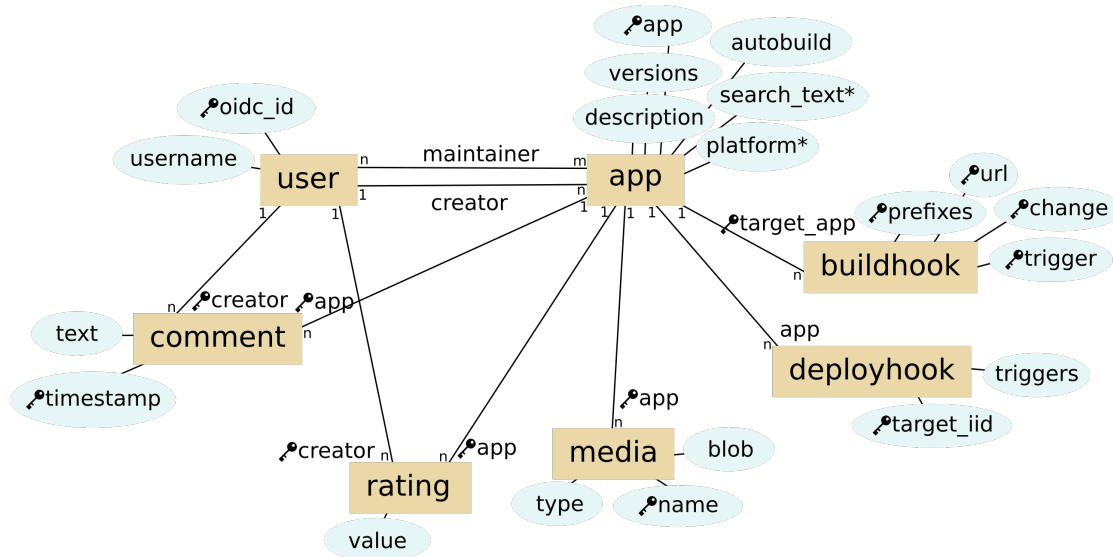 app
autobuild
versions
search_text*
description
platform*
oidc_id
username
n
maintainer
m
user
app
1
creator
n
url
prefixes
change
target_app
trigger
buildhook
n
1
1
1
1
1
1
1
n
creator
app
n
text
comment
timestamp
app
n
deployhook
triggers
target_iid
app
n
media
blob
type
name
creator
n
n
app
rating
value